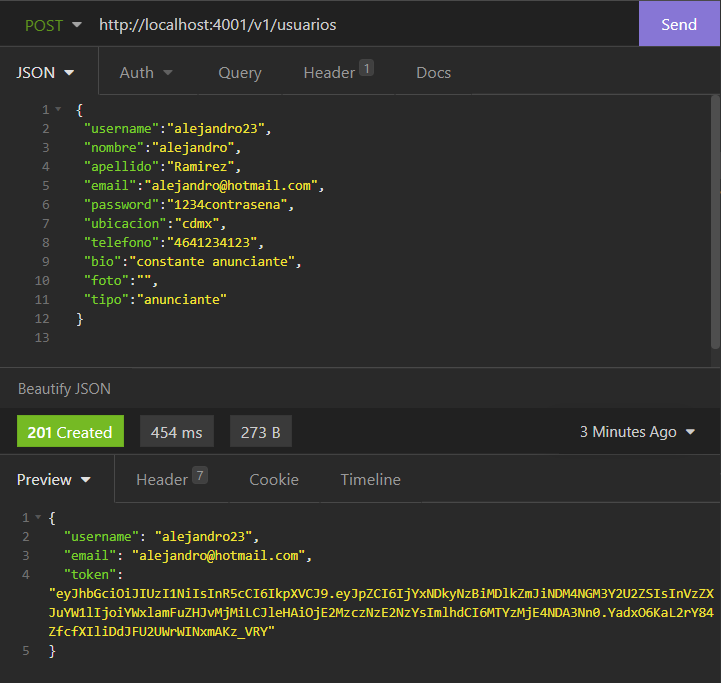 POST http://localhost:4001/v1/usuarios Send
JSON Auth Query Header 1 Docs
1 {
2 "username":"alejandro23",
3 "nombre":"alejandro",
4 "apellido":"Ramirez",
5 "email":"alejandro@hotmail.com",
6 "password":"1234contrasena",
7 "ubicacion":"cdmx",
8 "telefono":"4641234123",
9 "bio":"constante anunciante",
10 "foto":"",
11 "tipo":"anunciante"
12 }
13
Beautify JSON
201 Created 454 ms 273 B 3 Minutes Ago
Preview Header 7 Cookie Timeline
1 {
2 "username": "alejandro23",
3 "email": "alejandro@hotmail.com",
4 "token":
"eyJhbGciOiJIUzI1NiIsInR5cCI6IkpXVCJ9.eyJpZCI6IjYxNDkyNzBiMDlkZmJiNDM4NGM3Y2U2ZSIsInVzZX
JuYW1lIjoiYWxlamFuZHJvMjMiLCJleHAiOjE2MzczNzE2NzYsImlhdCI6MTYzMjE4NDA3Nn0.YadxO6KaL2rY84
ZfcfXIliDdJFU2UWrWINxmAKz_VRY"
5 }